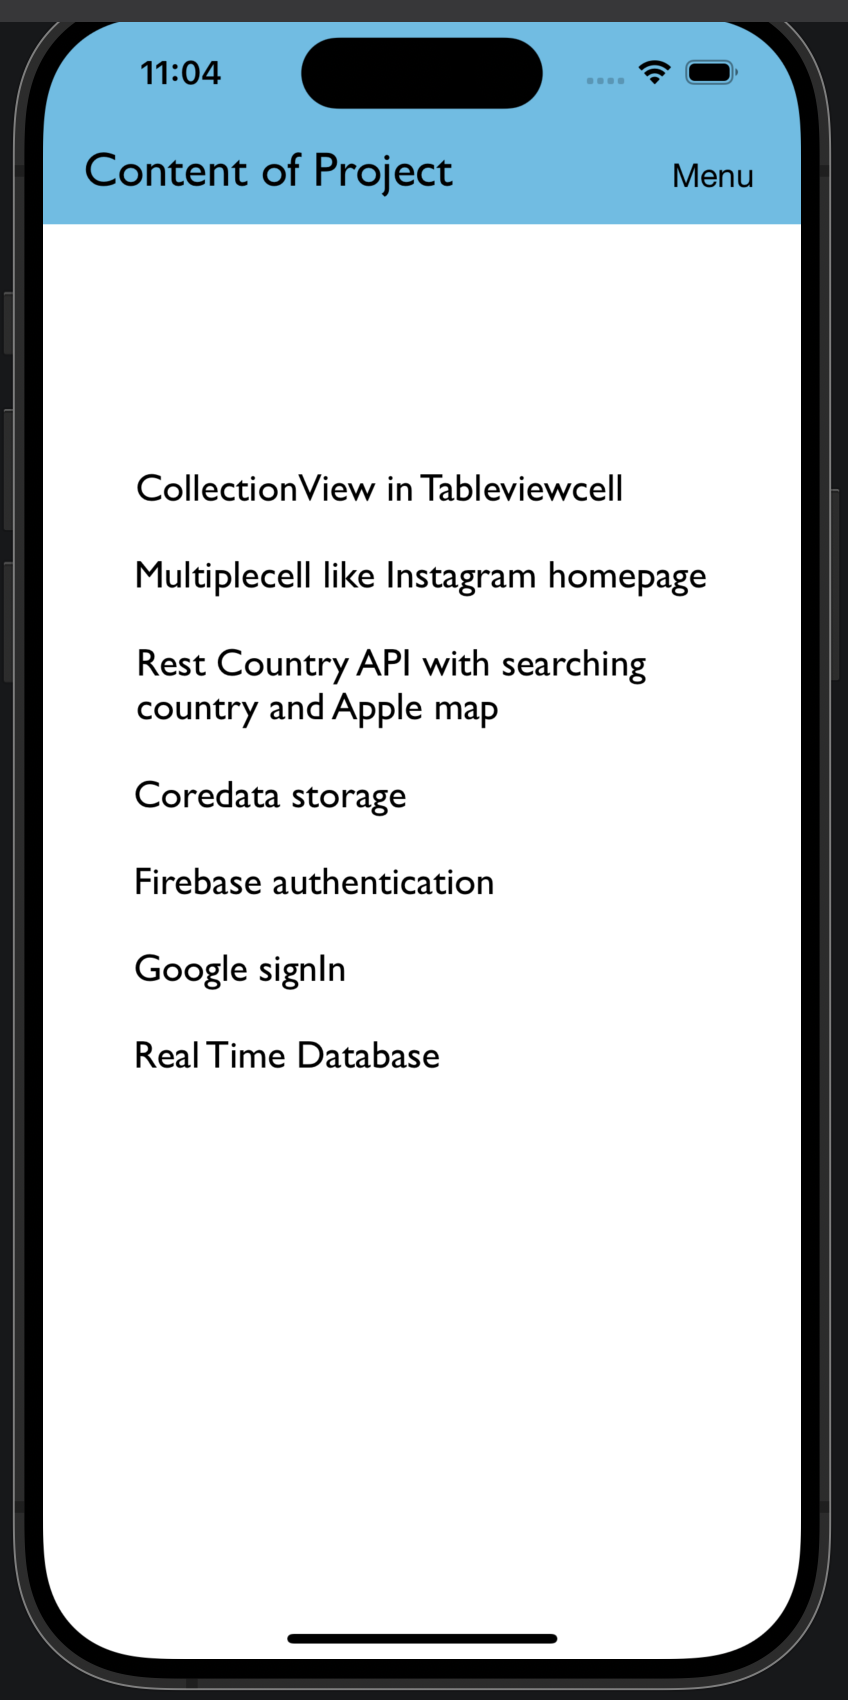 11:04
Content of Project
Menu
CollectionView in Tableviewcell
Multiplecell like Instagram homepage
Rest Country API with searching
country and Apple map
Coredata storage
Firebase authentication
Google signIn
Real Time Database